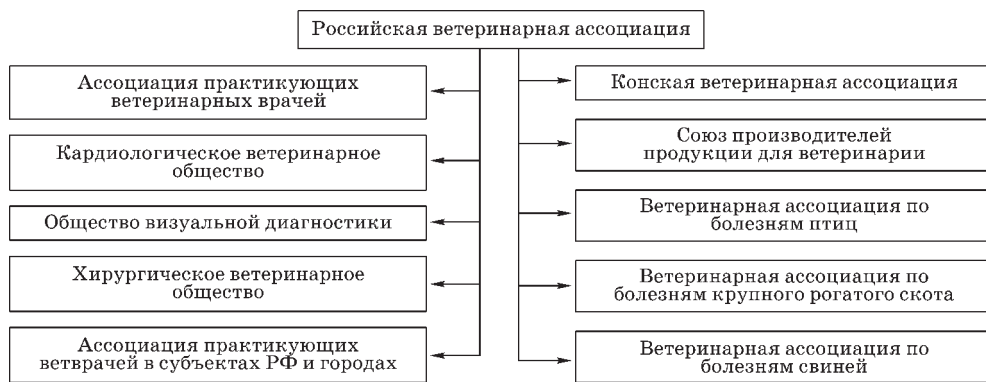 Российская ветеринарная ассоциация
Ассоциация практикующих
ветеринарных врачей
Кардиологическое ветеринарное
общество
Общество визуальной диагностики
Хирургическое ветеринарное
общество
Ассоциация практикующих
ветврачей в субъектах РФ и городах
Конская ветеринарная ассоциация
Союз производителей
продукции для ветеринарии
Ветеринарная ассоциация по
болезням птиц
Ветеринарная ассоциация по
болезням крупного рогатого скота
Ветеринарная ассоциация по
болезням свиней